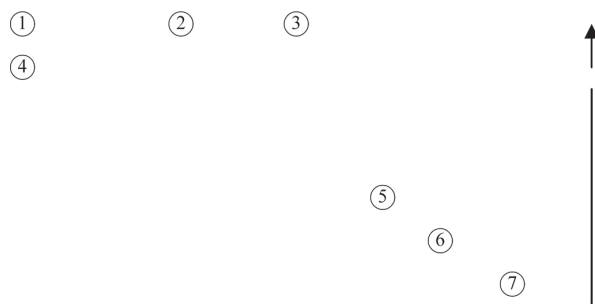 ① ② ③
④
⑤
⑥
⑦